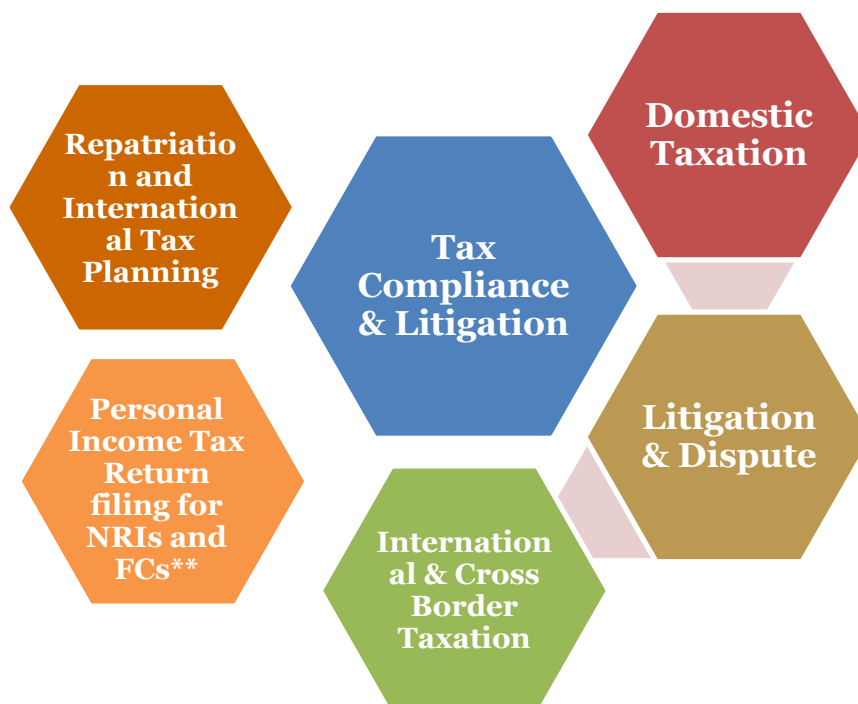 Repatriatio
n and
Internation
al Tax
Planning
Tax
Compliance
& Litigation
Domestic
Taxation
Litigation
& Dispute
Personal
Income Tax
Return
filing for
NRIs and
FCs**
Internation
al & Cross
Border
Taxation